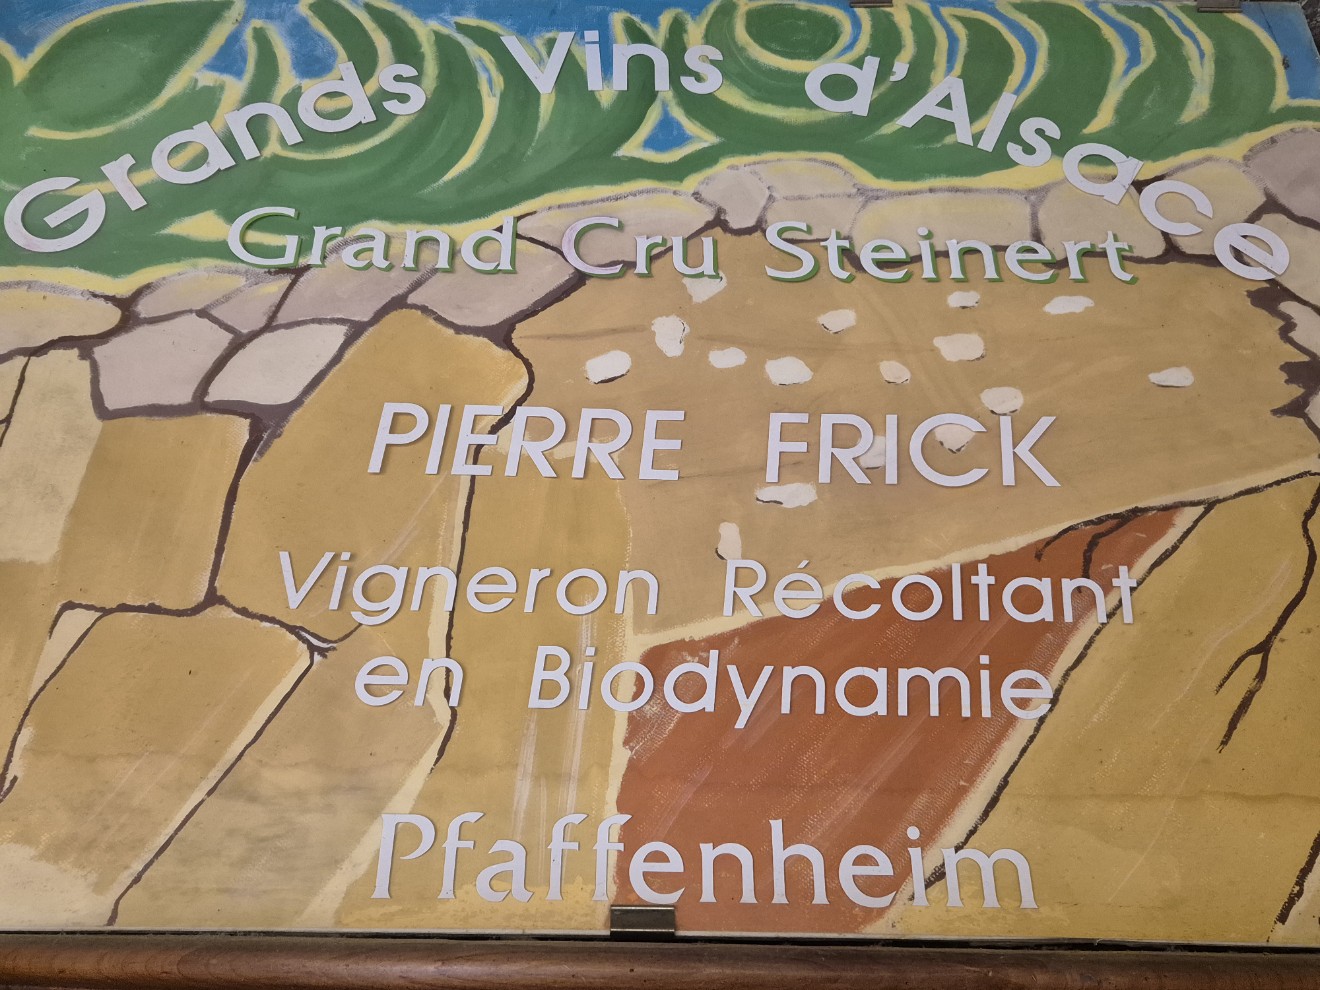 Grands Vins d'Alsace
Grand Cru Steinert
PIERRE FRICK
Vigneron Récoltant
en Biodynamie
Pfaffenheim